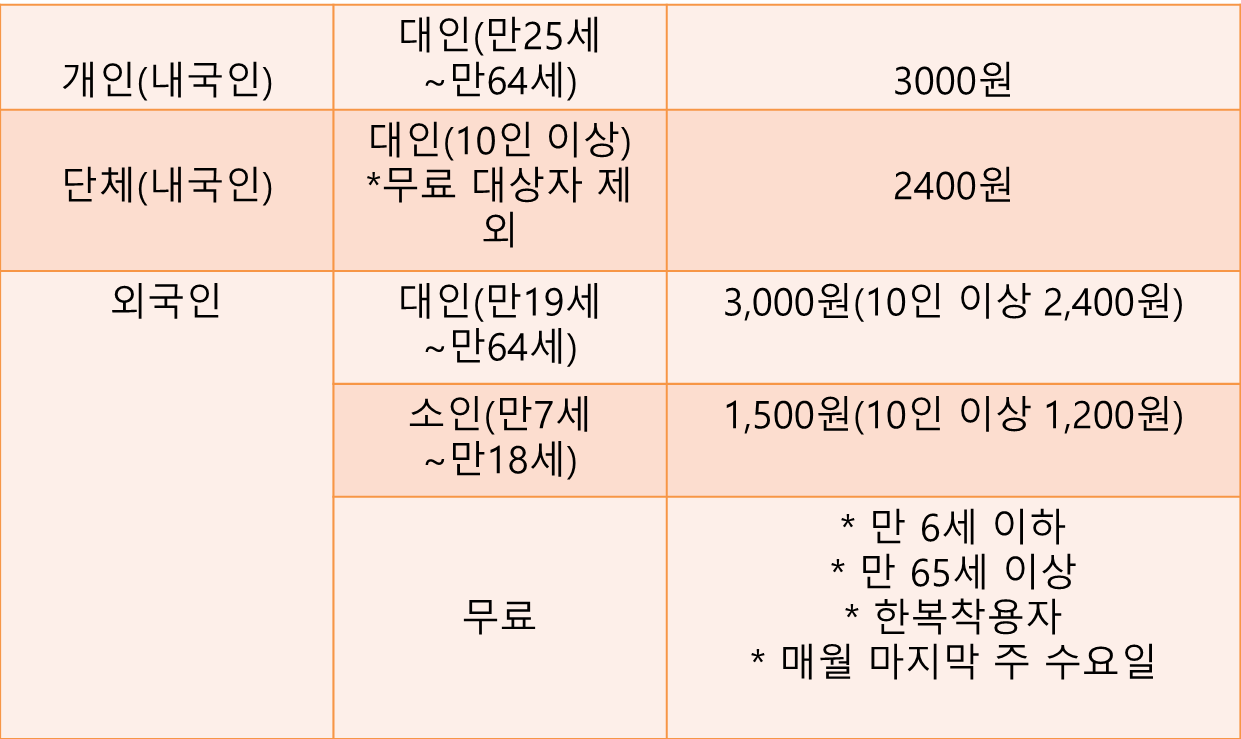 개인(내국인)
대인(만25세
~만64세)
3000원
단체(내국인)
대인(10인 이상)
*무료 대상자 제
외
2400원
외국인
대인(만19세
~만64세)
3,000원(10인 이상 2,400원)
소인(만7세
~만18세)
1,500원(10인 이상 1,200원)
무료
* 만 6세 이하
* 만 65세 이상
* 한복착용자
* 매월 마지막 주 수요일